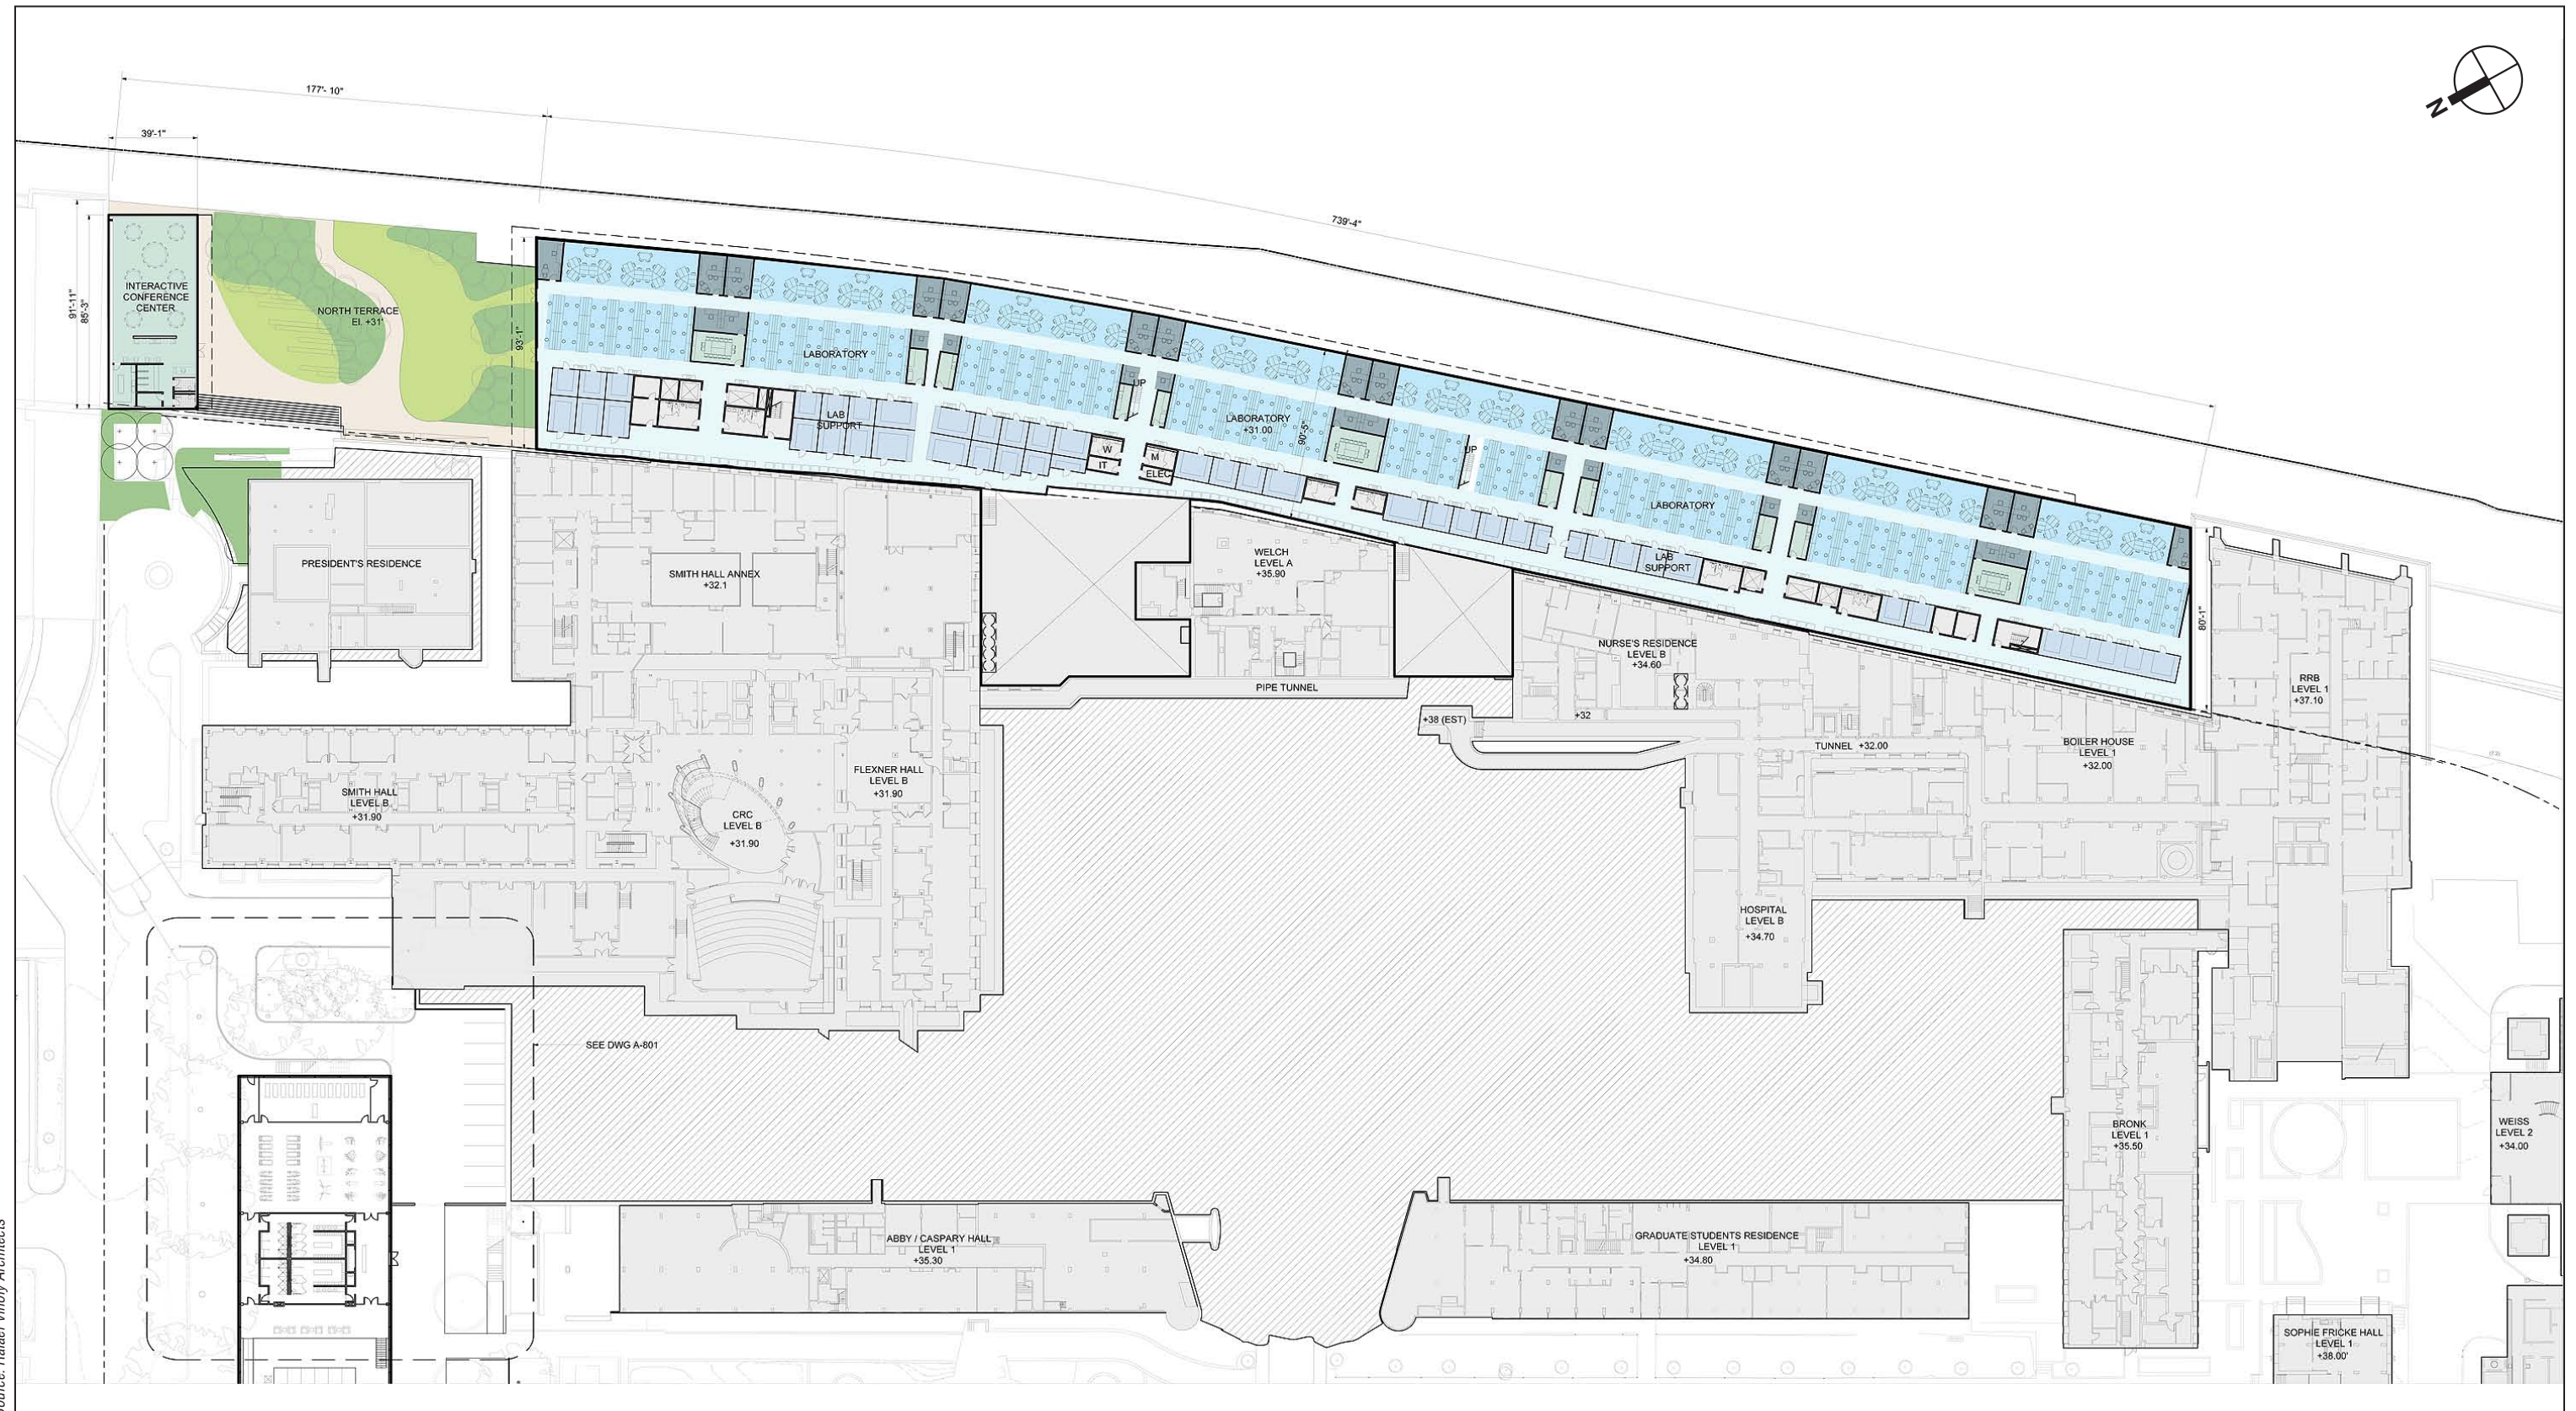 177'- 10"
N
39'-1"
739'-4"
91'-11"
85'-3"
INTERACTIVE
CONFERENCE
CENTER
NORTH TERRACE
El. +31'
93'-1"
LABORATORY
UP
LAB
SUPPORT
LABORATORY
+31.00
90'-5"
W
M
IT
ELEC
UP
LABORATORY
LAB
SUPPORT
80'-1"
PRESIDENT'S RESIDENCE
SMITH HALL ANNEX
+32.1
WELCH
LEVEL A
+35.90
NURSE'S RESIDENCE
LEVEL B
+34.60
PIPE TUNNEL
RRB
LEVEL 1
+37.10
+38 (EST)
+32
TUNNEL +32.00
BOILER HOUSE
LEVEL 1
+32.00
SMITH HALL
LEVEL B
+31.90
FLEXNER HALL
LEVEL B
+31.90
CRC
LEVEL B
+31.90
HOSPITAL
LEVEL B
+34.70
SEE DWG A-801
BRONK
LEVEL 1
+35.50
WEISS
LEVEL 2
+34.00
ABBY / CASPARY HALL
LEVEL 1
+35.30
GRADUATE STUDENTS RESIDENCE
LEVEL 1
+34.80
SOPHIE FRICKE HALL
LEVEL 1
+38.00'
Architects